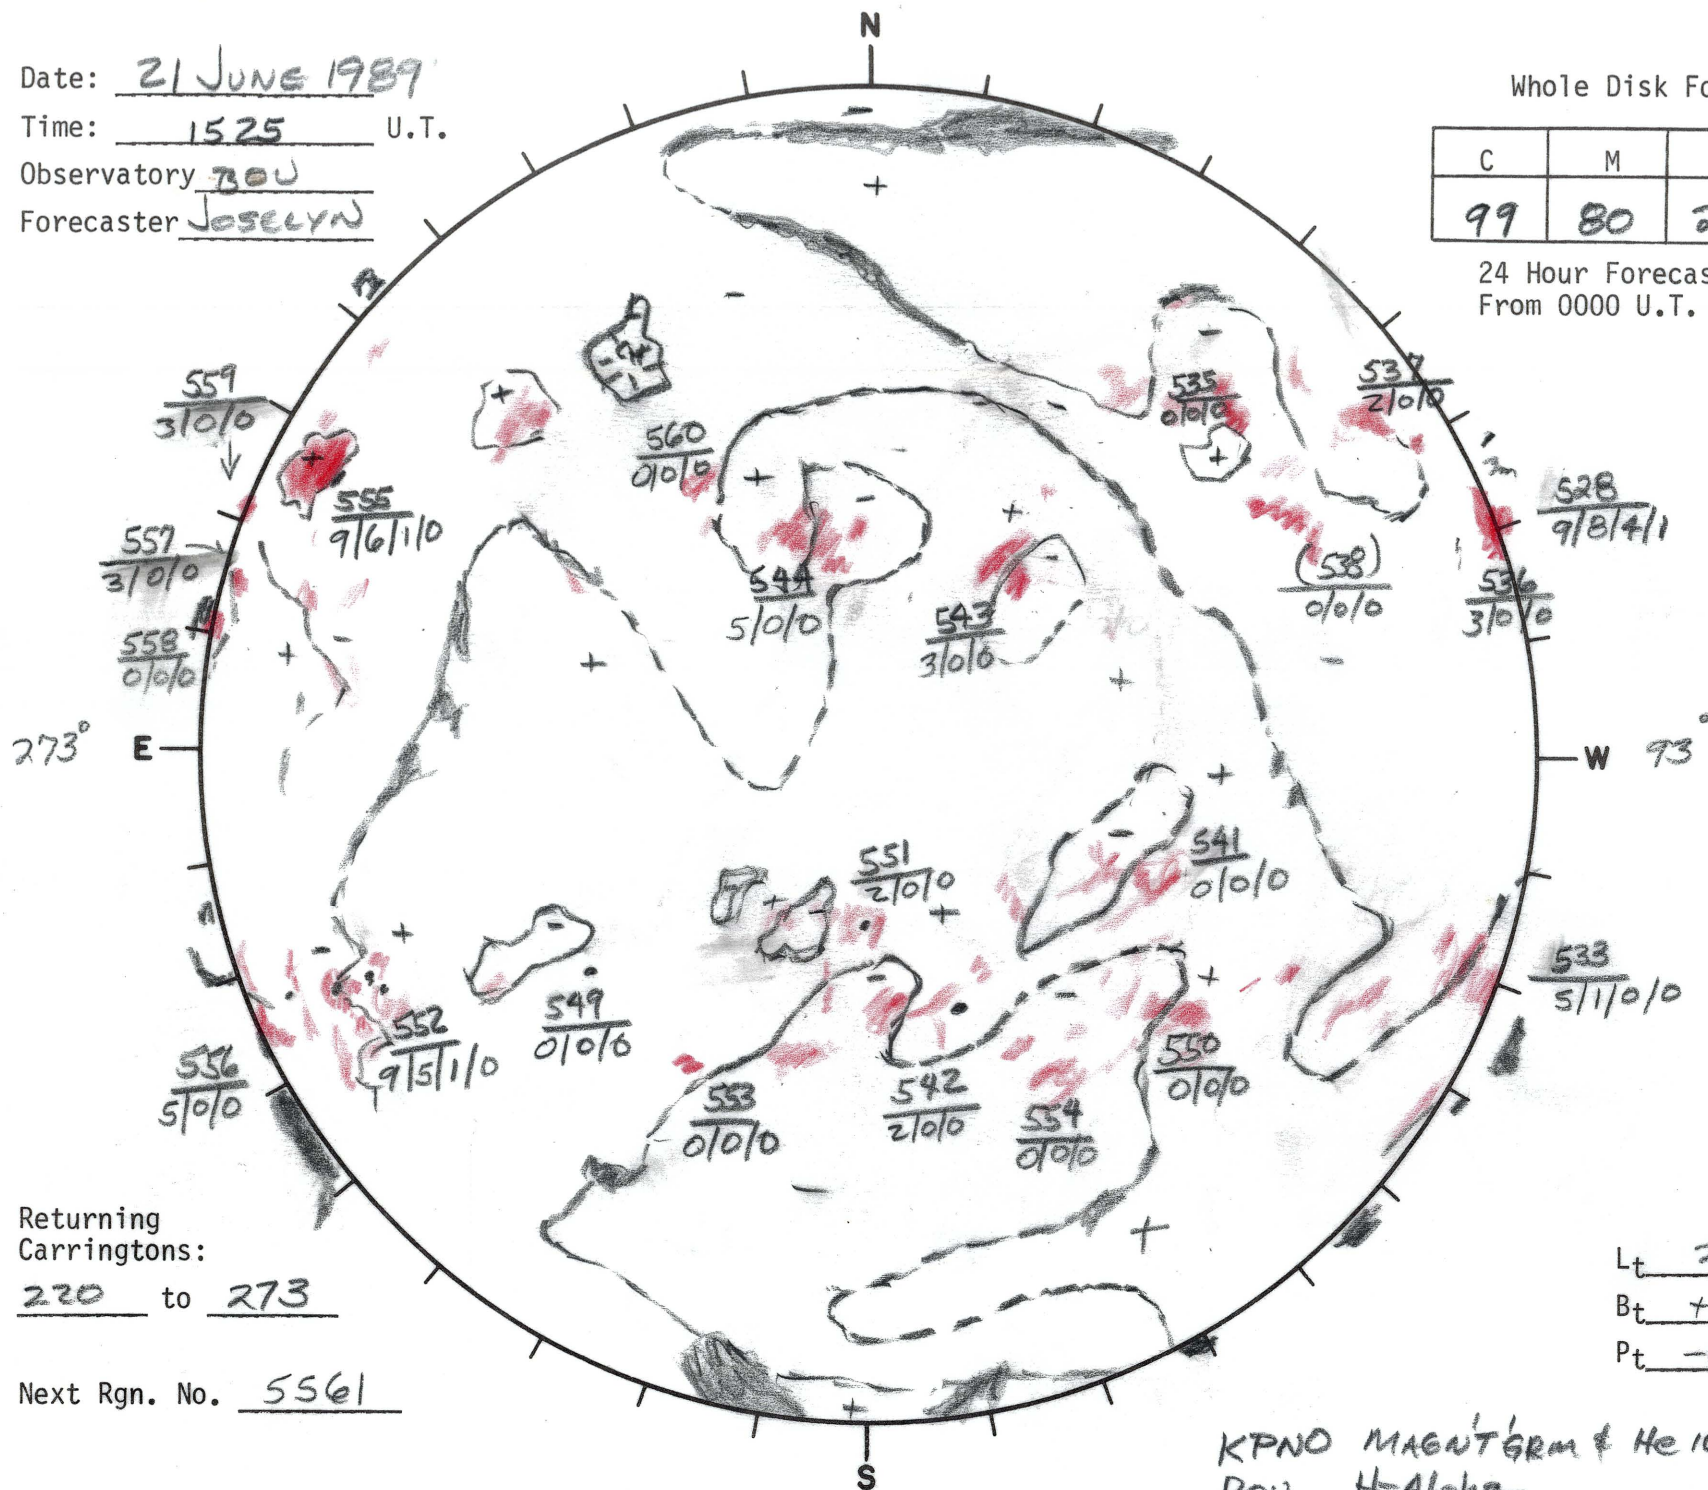 N
Date: 21 JUNE 1989
Time: 1525 U.T.
Observatory BOU
Forecaster JOSELYN
Whole Disk Fo
C M
99 80
24 Hour Forecas
From 0000 U.T.
559
3/0/0
555
9/6/1/0
557
3/0/0
558
0/0/0
560
0/0/0
544
5/0/0
543
3/0/0
535
0/0/0
537
2/0/0
(538)
0/0/0
528
9/8/4/1
536
3/0/0
273° E
W 93°
551
2/0/0
541
0/0/0
549
0/0/0
552
9/5/1/0
556
5/0/0
553
0/0/0
542
2/0/0
554
0/0/0
550
0/0/0
533
5/1/0/0
Returning
Carringtons:
220 to 273
Next Rgn. No. 5561
Lt
Bt +
Pt -
S
KPNO MAGN'T'GRM & He 10
BOU H-Alpha